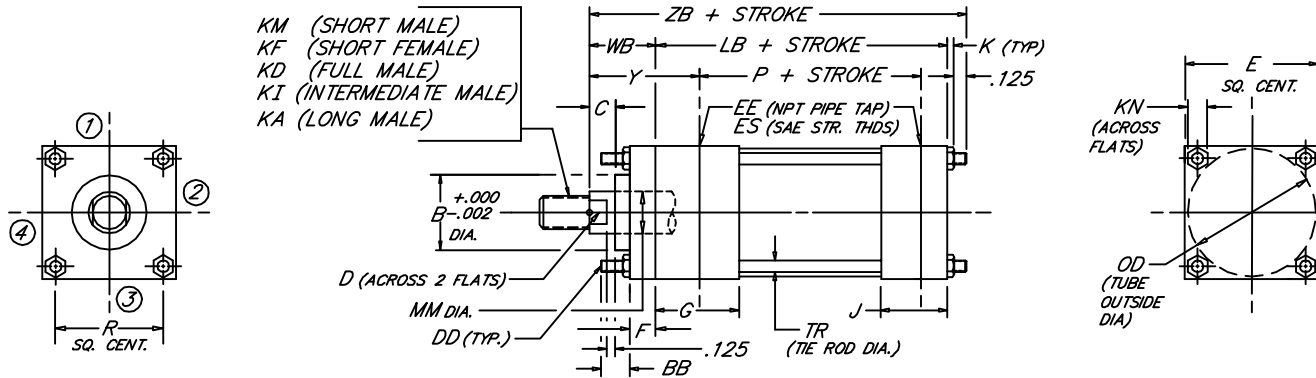 KM (SHORT MALE)
KF (SHORT FEMALE)
KD (FULL MALE)
KI (INTERMEDIATE MALE)
KA (LONG MALE)
ZB + STROKE
WB
LB + STROKE
K (TYP)
Y
P + STROKE
.125
C
EE (NPT PIPE TAP)
ES (SAE STR. THDS)
E
SQ. CENT.
KN
(ACROSS
FLATS)
1
2
3
4
R
SQ. CENT.
+.000
B-.002
DIA.
D (ACROSS 2 FLATS)
MM DIA.
DD (TYP.)
G
F
J
TR
(TIE ROD DIA.)
.125
BB
OD
(TUBE
OUTSIDE
DIA)